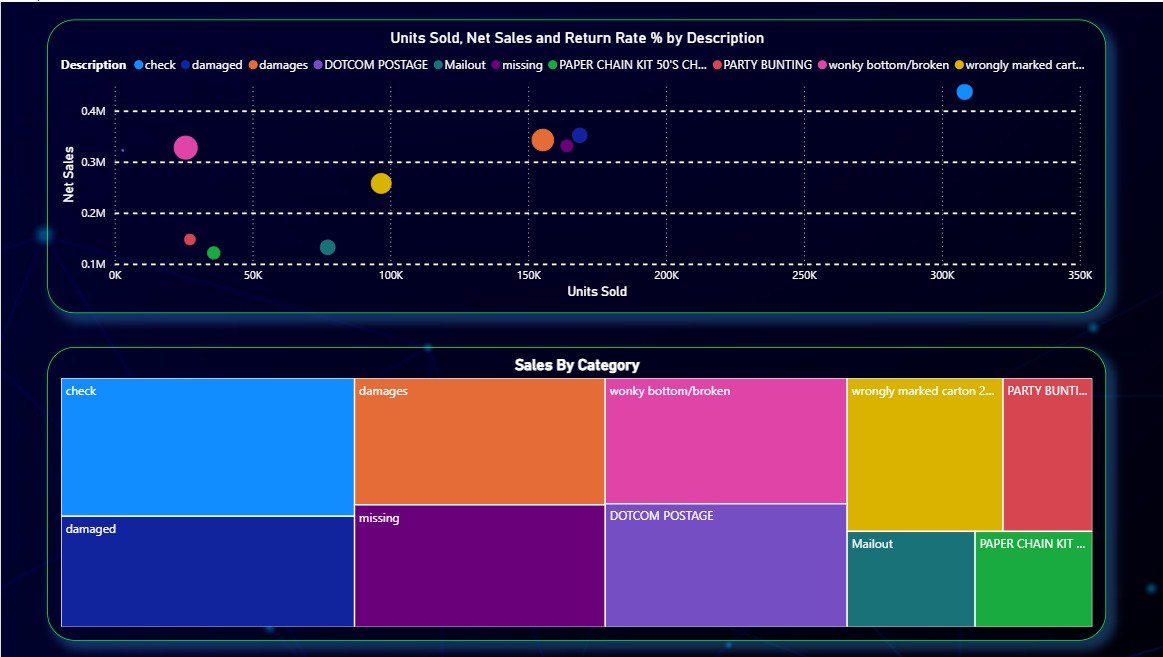 Units Sold, Net Sales and Return Rate % by Description
Description check damaged damages DOTCOM POSTAGE Mailout missing PAPER CHAIN KIT 50'S CH... PARTY BUNTING wonky bottom/broken wrongly marked cart...
0.4M
0.3M
0.2M
0.1M
Net Sales
0K 50K 100K 150K 200K 250K 300K 350K
Units Sold
Sales By Category
check
damages
wonky bottom/broken
wrongly marked carton 2...
PARTY BUNTI...
damaged
missing
DOTCOM POSTAGE
Mailout
PAPER CHAIN KIT ...